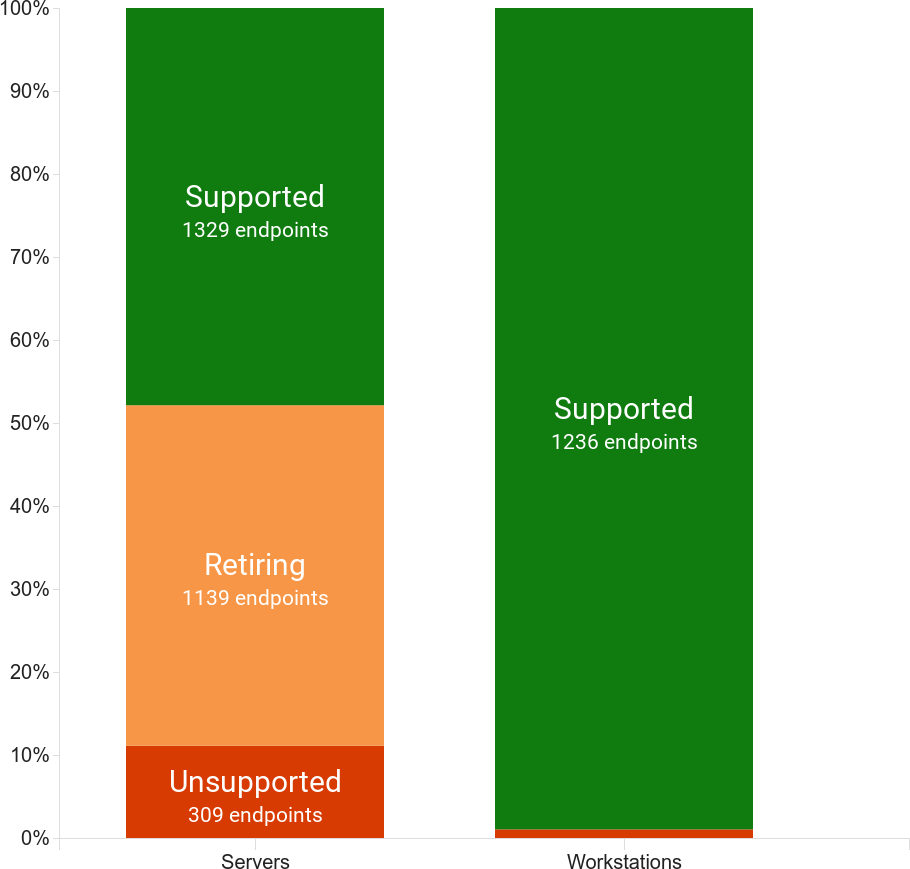 100%
90%
80%
70%
60%
50%
40%
30%
20%
10%
0%
Supported
1329 endpoints
Retiring
1139 endpoints
Unsupported
309 endpoints
Supported
1236 endpoints
Servers
Workstations